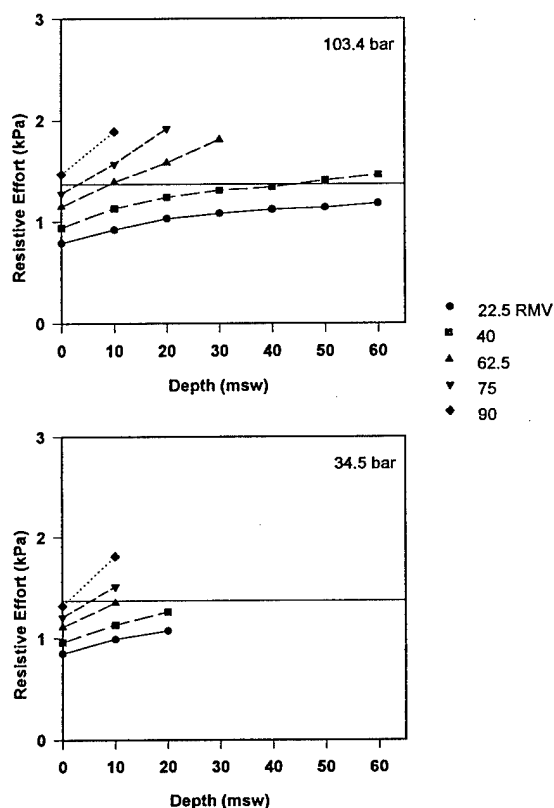 3
103.4 bar
2
Resistive Effort (kPa)
1
0
0 10 20 30 40 50 60
Depth (msw)
22.5 RMV
40
62.5
75
90
3
34.5 bar
2
Resistive Effort (kPa)
1
0
0 10 20 30 40 50 60
Depth (msw)